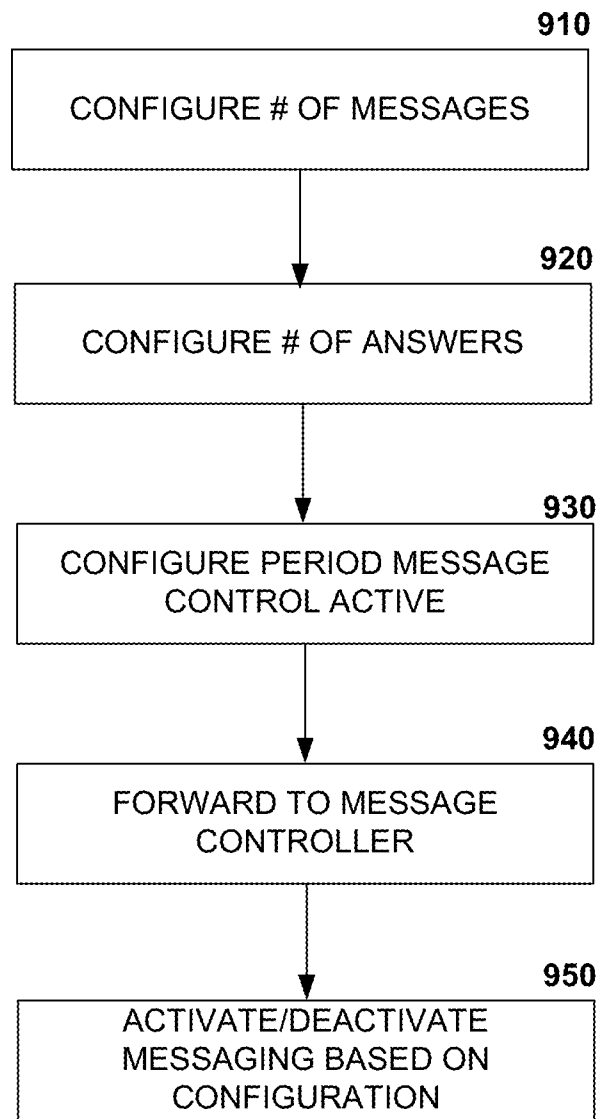 910
CONFIGURE # OF MESSAGES
920
CONFIGURE # OF ANSWERS
930
CONFIGURE PERIOD MESSAGE
CONTROL ACTIVE
940
FORWARD TO MESSAGE
CONTROLLER
950
ACTIVATE/DEACTIVATE
MESSAGING BASED ON
CONFIGURATION